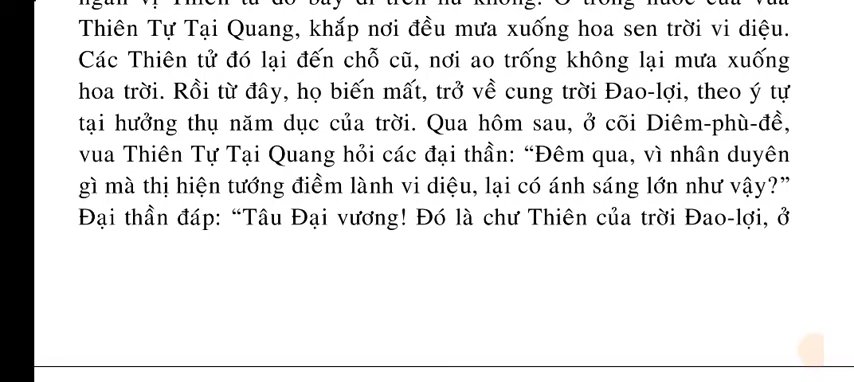 Thiên Tự Tại Quang, khắp nơi đều mưa xuống hoa sen trời vi diệu.
Các Thiên tử đó lại đến chỗ cũ, nơi ao trống không lại mưa xuống
hoa trời. Rồi từ đây, họ biến mất, trở về cung trời Đao-lợi, theo ý tự
tại hưởng thụ năm dục của trời. Qua hôm sau, ở cõi Diêm-phù-đề,
vua Thiên Tự Tại Quang hỏi các đại thần: “Đêm qua, vì nhân duyên
gì mà thị hiện tướng điềm lành vi diệu, lại có ánh sáng lớn như vậy?”
Đại thần đáp: “Tâu Đại vương! Đó là chư Thiên của trời Đao-lợi, ở